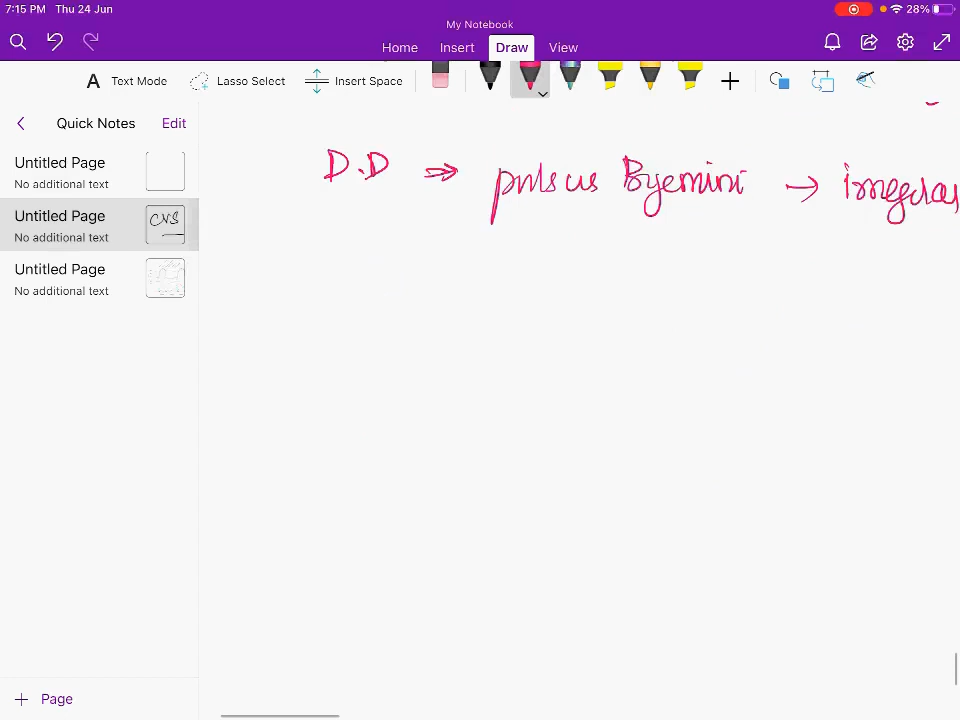 7:15 PM Thu 24 Jun
28%
My Notebook
Home Insert Draw View
Text Mode Lasso Select Insert Space
Quick Notes Edit
Untitled Page
No additional text
Untitled Page
No additional text
CNS
Untitled Page
No additional text
D.D ⇒ pulsus Bygemini → irregular
Page